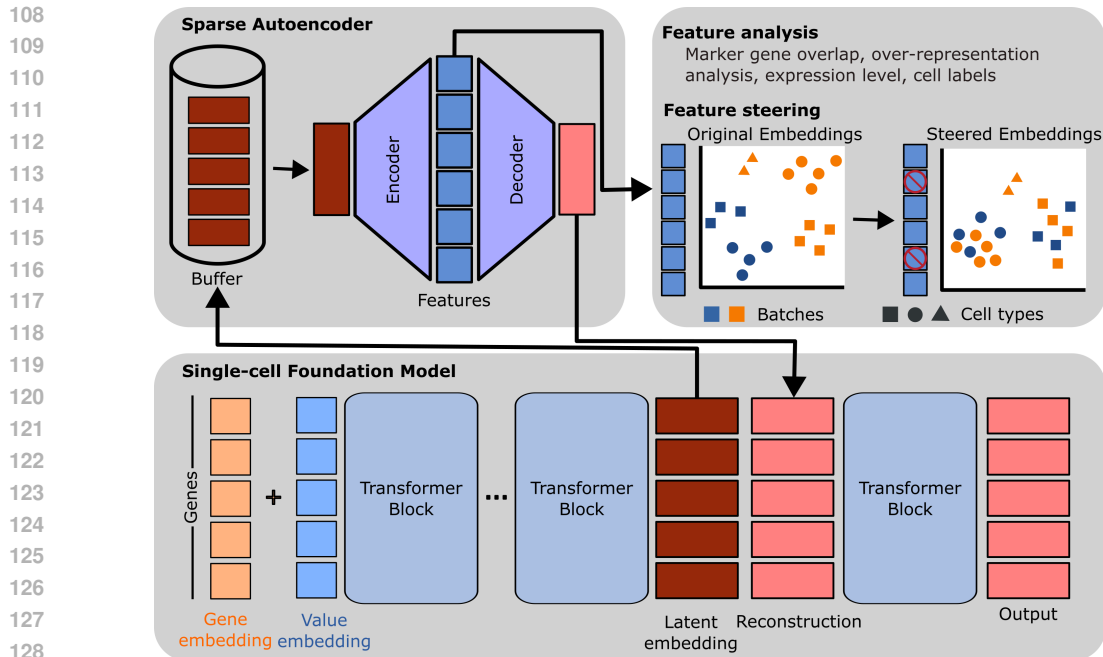 108
109
110
111
112
113
114
115
116
117
118
119
120
121
122
123
124
125
126
127
128
Sparse Autoencoder
Buffer
Encoder
Features
Decoder
Feature analysis
Marker gene overlap, over-representation
analysis, expression level, cell labels
Feature steering
Original Embeddings
Steered Embeddings
Batches
Cell types
Single-cell Foundation Model
Genes
+
Gene
embedding
Value
embedding
Transformer
Block
...
Transformer
Block
Latent
embedding
Reconstruction
Transformer
Block
Output